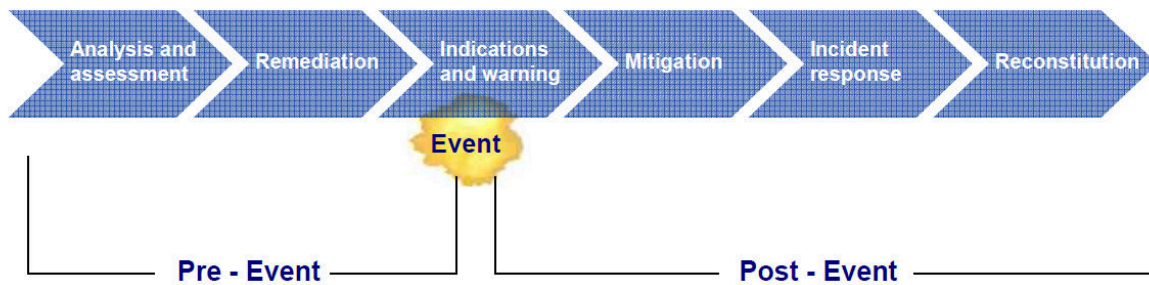 Analysis and
assessment
Remediation
Indications
and warning
Mitigation
Incident
response
Reconstitution
Event
Pre - Event
Post - Event